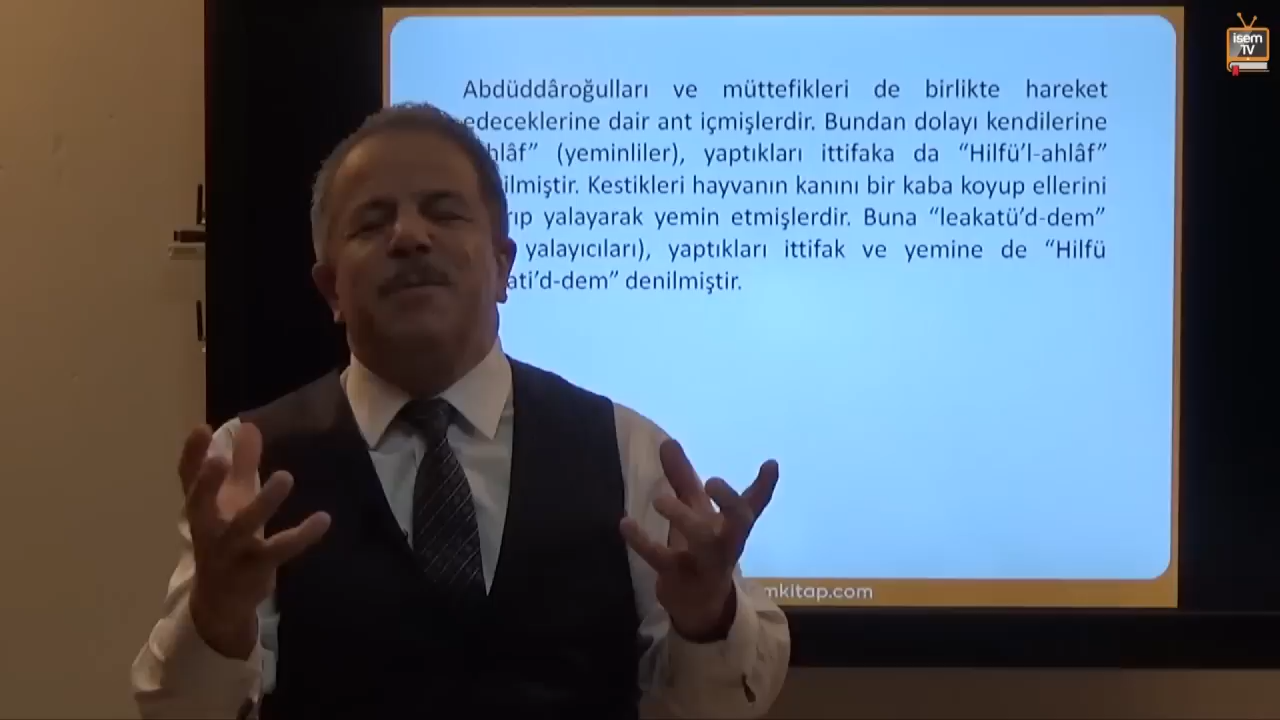 isem
TV
Abdüddâroğulları ve müttefikleri de birlikte hareket
edeceklerine dair ant içmişlerdir. Bundan dolayı kendilerine
hlâf” (yeminliler), yaptıkları ittifaka da “Hilfü’l-ahlâf”
ilmiştir. Kestikleri hayvanın kanını bir kaba koyup ellerini
rıp yalayarak yemin etmişlerdir. Buna “leakatü’d-dem”
yalayıcıları), yaptıkları ittifak ve yemine de “Hilfü
ati’d-dem” denilmiştir.
mkitap.com